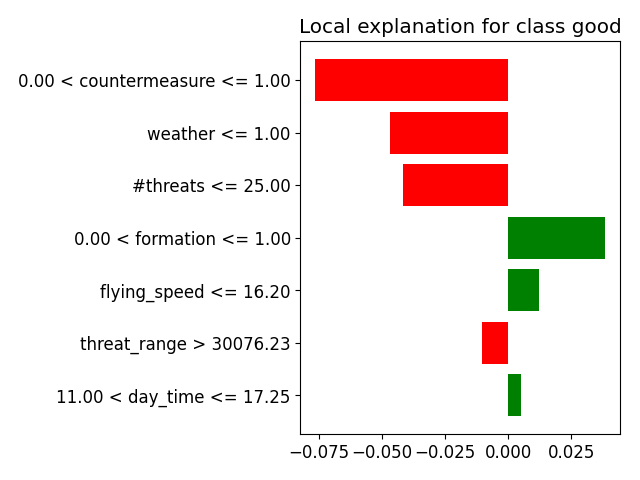 Local explanation for class good
0.00 < countermeasure <= 1.00
weather <= 1.00
#threats <= 25.00
0.00 < formation <= 1.00
flying_speed <= 16.20
threat_range > 30076.23
11.00 < day_time <= 17.25
−0.075 −0.050 −0.025 0.000 0.025